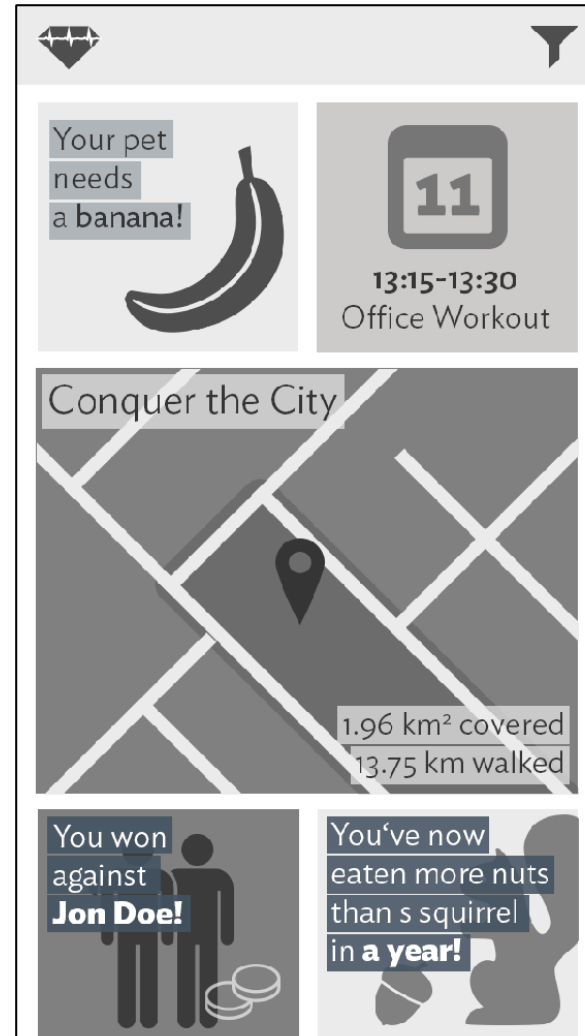 Your pet
needs
a banana!
11
13:15-13:30
Office Workout
Conquer the City
1.96 km² covered
13.75 km walked
You won
against
Jon Doe!
You've now
eaten more nuts
than s squirrel
in a year!